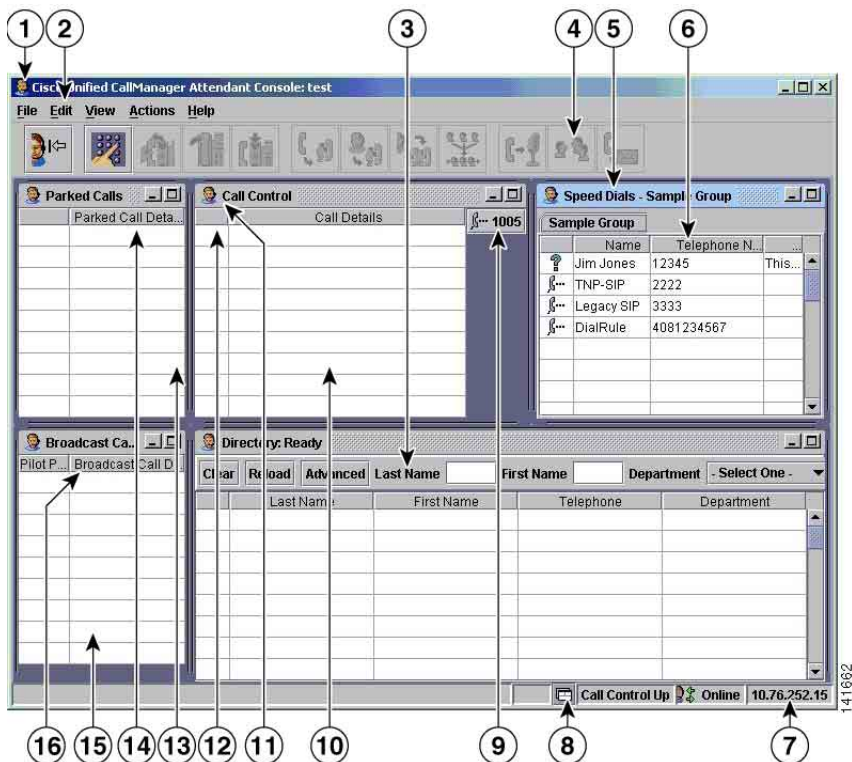 1 2 3 4 5 6
Cisco Unified CallManager Attendant Console: test
File Edit View Actions Help
Parked Calls
Parked Call Deta...
Call Control
Call Details
1005
Speed Dials - Sample Group
Sample Group
Name Telephone N... ...
Jim Jones 12345 This...
TNP-SIP 2222
Legacy SIP 3333
DialRule 4081234567
Broadcast Ca...
Pilot P... Broadcast Call D...
Directory: Ready
Clear Reload Advanced Last Name First Name Department - Select One -
Last Name First Name Telephone Department
Call Control Up Online 10.76.252.15
141662
16 15 14 13 12 11 10 9 8 7